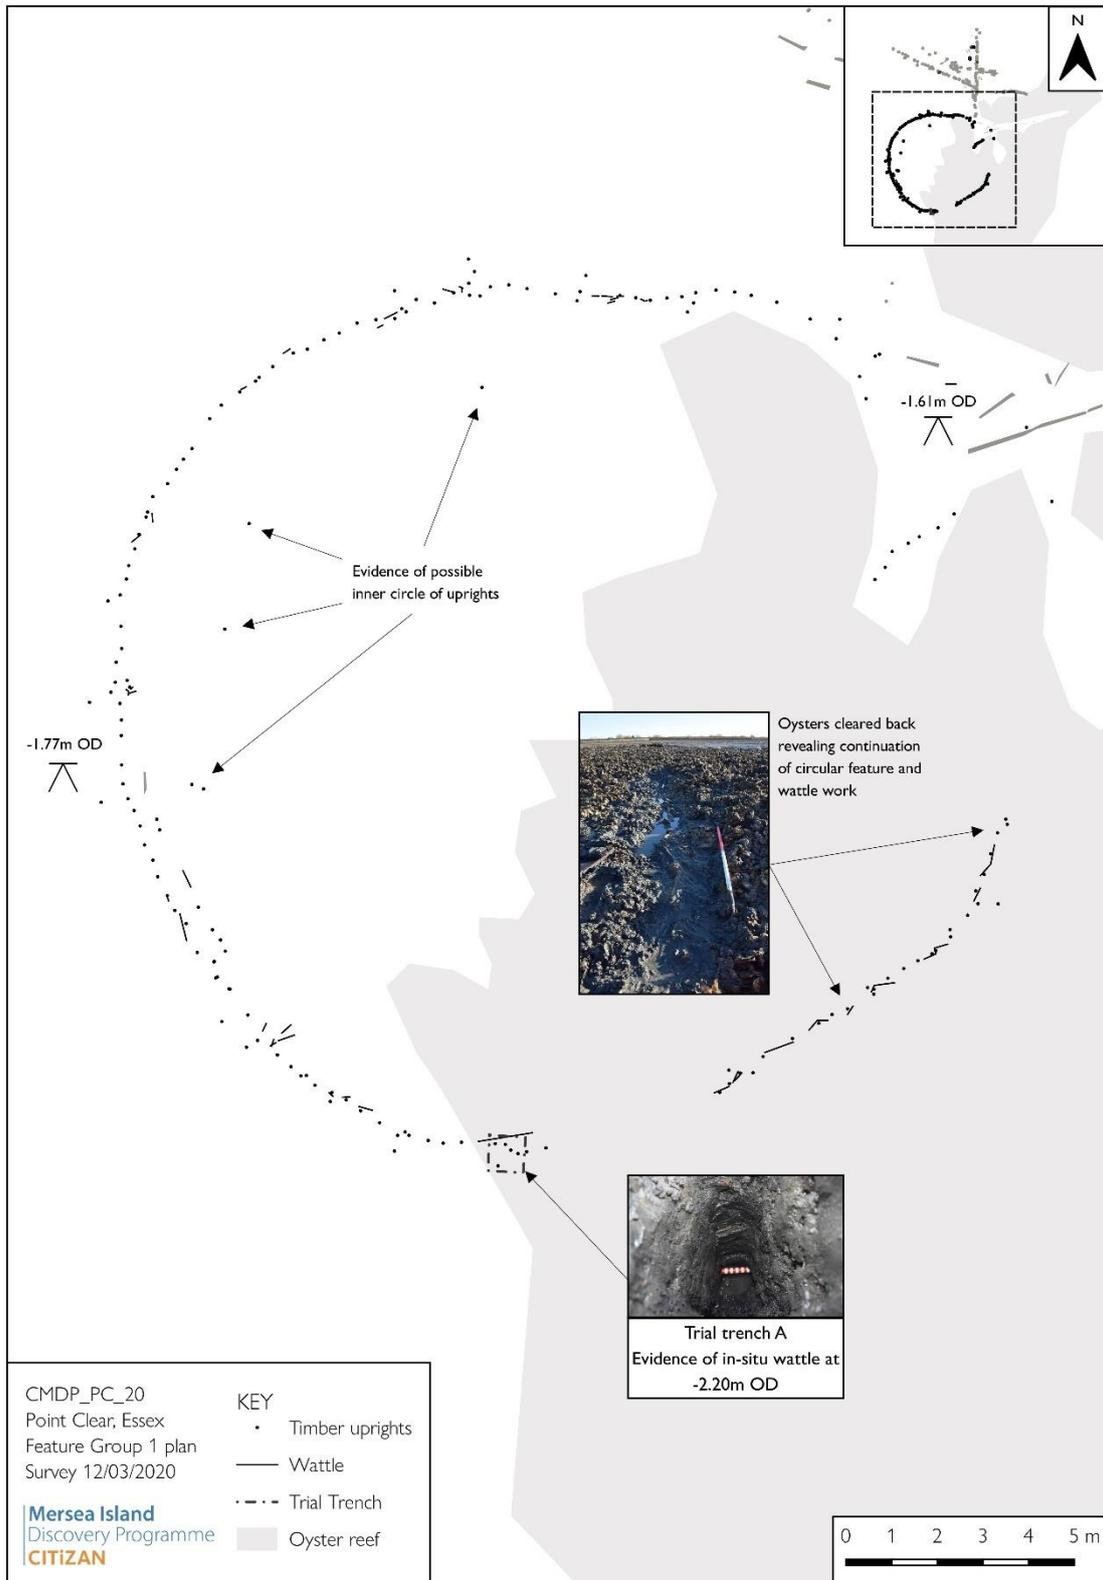 N
-1.61m OD
Evidence of possible
inner circle of uprights
-1.77m OD
Oysters cleared back
revealing continuation
of circular feature and
wattle work
Trial trench A
Evidence of in-situ wattle at
-2.20m OD
CMDP_PC_20
Point Clear, Essex
Feature Group 1 plan
Survey 12/03/2020
Mersea Island
Discovery Programme
CITiZAN
KEY
Timber uprights
Wattle
Trial Trench
Oyster reef
0 1 2 3 4 5 m